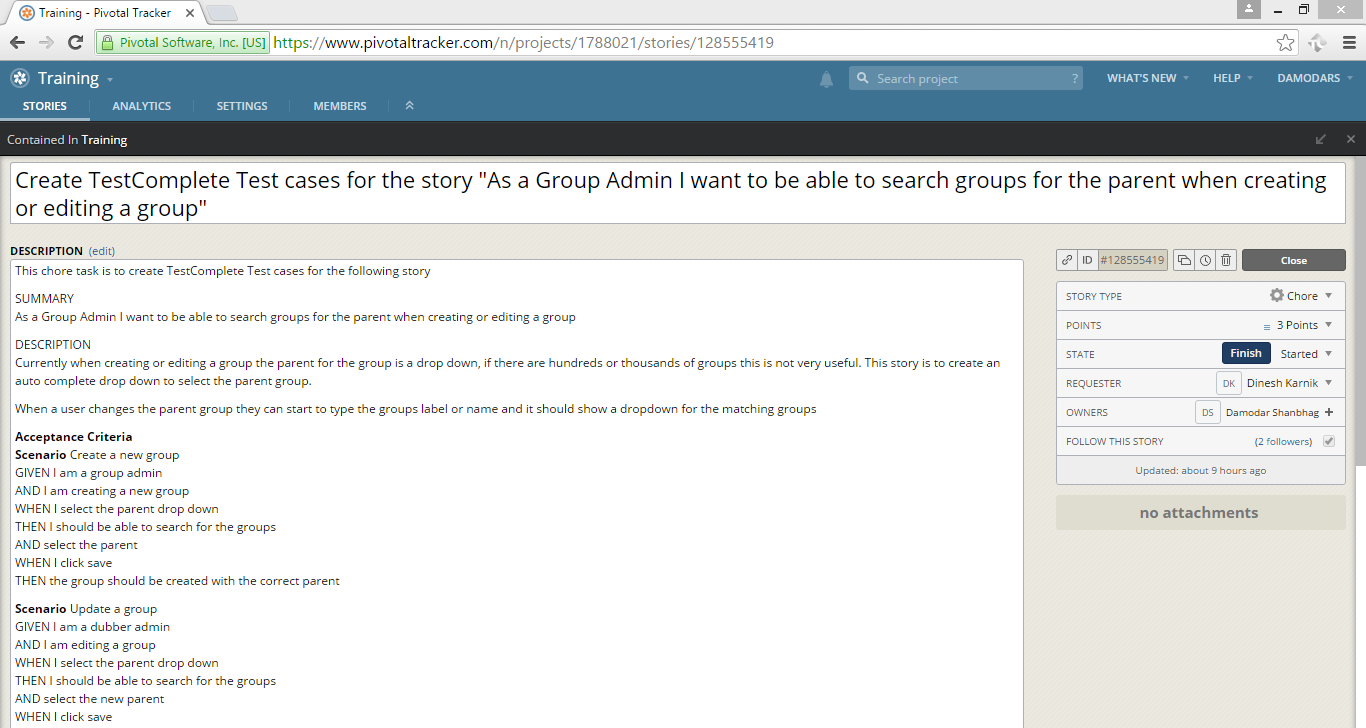 Training - Pivotal Tracker
Pivotal Software, Inc. [US] https://www.pivotaltracker.com/n/projects/1788021/stories/128555419
Training
Search project ?
WHAT'S NEW HELP DAMODARS
STORIES ANALYTICS SETTINGS MEMBERS
Contained In Training
Create TestComplete Test cases for the story "As a Group Admin I want to be able to search groups for the parent when creating
or editing a group"
DESCRIPTION (edit)
This chore task is to create TestComplete Test cases for the following story
SUMMARY
As a Group Admin I want to be able to search groups for the parent when creating or editing a group
DESCRIPTION
Currently when creating or editing a group the parent for the group is a drop down, if there are hundreds or thousands of groups this is not very useful. This story is to create an
auto complete drop down to select the parent group.
When a user changes the parent group they can start to type the groups label or name and it should show a dropdown for the matching groups
Acceptance Criteria
Scenario Create a new group
GIVEN I am a group admin
AND I am creating a new group
WHEN I select the parent drop down
THEN I should be able to search for the groups
AND select the parent
WHEN I click save
THEN the group should be created with the correct parent
Scenario Update a group
GIVEN I am a dubber admin
AND I am editing a group
WHEN I select the parent drop down
THEN I should be able to search for the groups
AND select the new parent
WHEN I click save
ID #128555419 Close
STORY TYPE Chore
POINTS 3 Points
STATE Finish Started
REQUESTER DK Dinesh Karnik
OWNERS DS Damodar Shanbhag +
FOLLOW THIS STORY (2 followers)
Updated: about 9 hours ago
no attachments